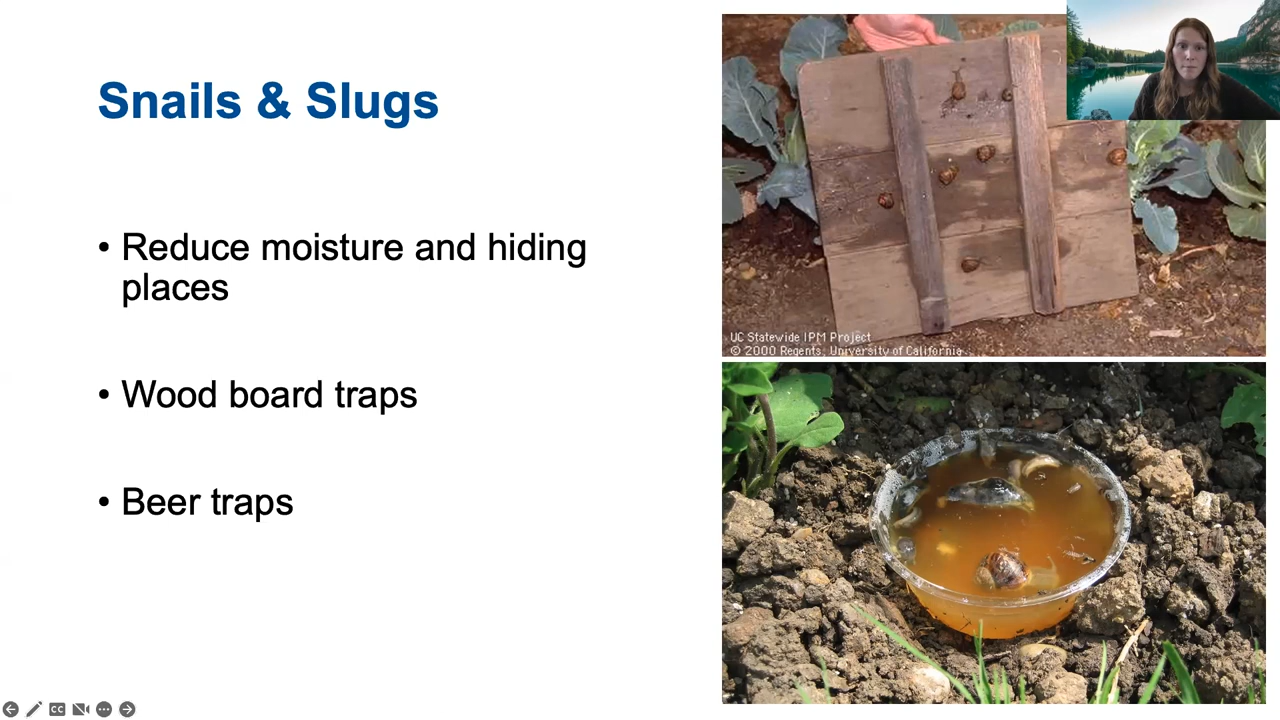 Snails & Slugs
• Reduce moisture and hiding
places
• Wood board traps
• Beer traps
UC Statewide IPM Project
© 2000 Regents, University of California
CC